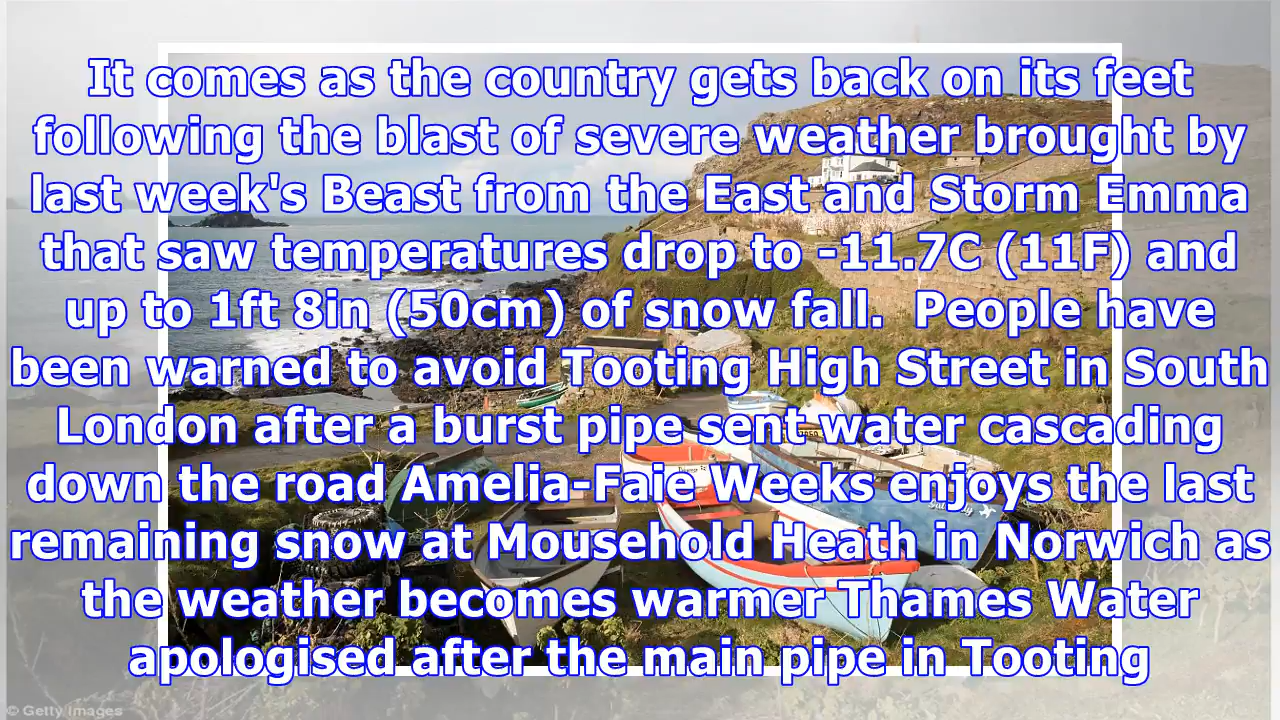 It comes as the country gets back on its feet
following the blast of severe weather brought by
last week's Beast from the East and Storm Emma
that saw temperatures drop to -11.7C (11F) and
up to 1ft 8in (50cm) of snow fall.  People have
been warned to avoid Tooting High Street in South
London after a burst pipe sent water cascading
down the road Amelia-Faie Weeks enjoys the last
remaining snow at Mousehold Heath in Norwich as
the weather becomes warmer Thames Water
apologised after the main pipe in Tooting
© Getty Images